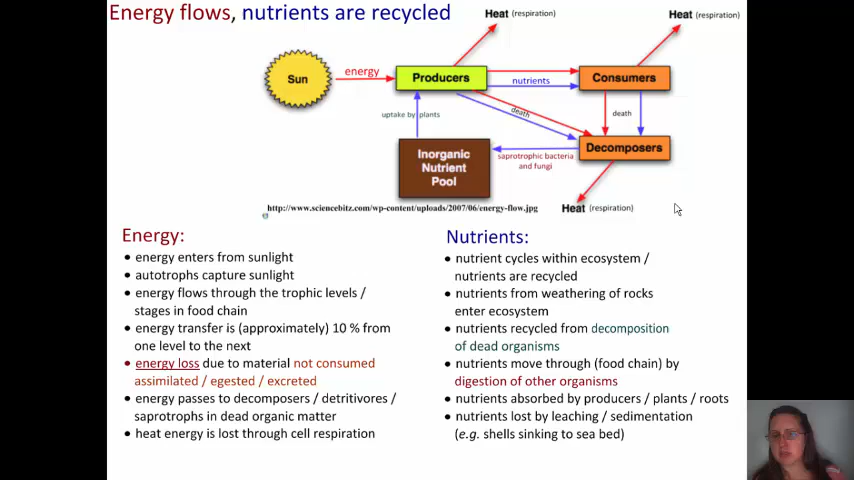 Energy flows, nutrients are recycled
Heat (respiration)
Heat (respiration)
Sun
energy
Producers
nutrients
Consumers
uptake by plants
death
death
Inorganic
Nutrient
Pool
saprotrophic bacteria
and fungi
Decomposers
http://www.sciencebitz.com/wp-content/uploads/2007/06/energy-flow.jpg
Heat (respiration)
Energy:
• energy enters from sunlight
• autotrophs capture sunlight
• energy flows through the trophic levels /
stages in food chain
• energy transfer is (approximately) 10 % from
one level to the next
• energy loss due to material not consumed
assimilated / egested / excreted
• energy passes to decomposers / detritivores /
saprotrophs in dead organic matter
• heat energy is lost through cell respiration
Nutrients:
• nutrient cycles within ecosystem /
nutrients are recycled
• nutrients from weathering of rocks
enter ecosystem
• nutrients recycled from decomposition
of dead organisms
• nutrients move through (food chain) by
digestion of other organisms
• nutrients absorbed by producers / plants / roots
• nutrients lost by leaching / sedimentation
(e.g. shells sinking to sea bed)